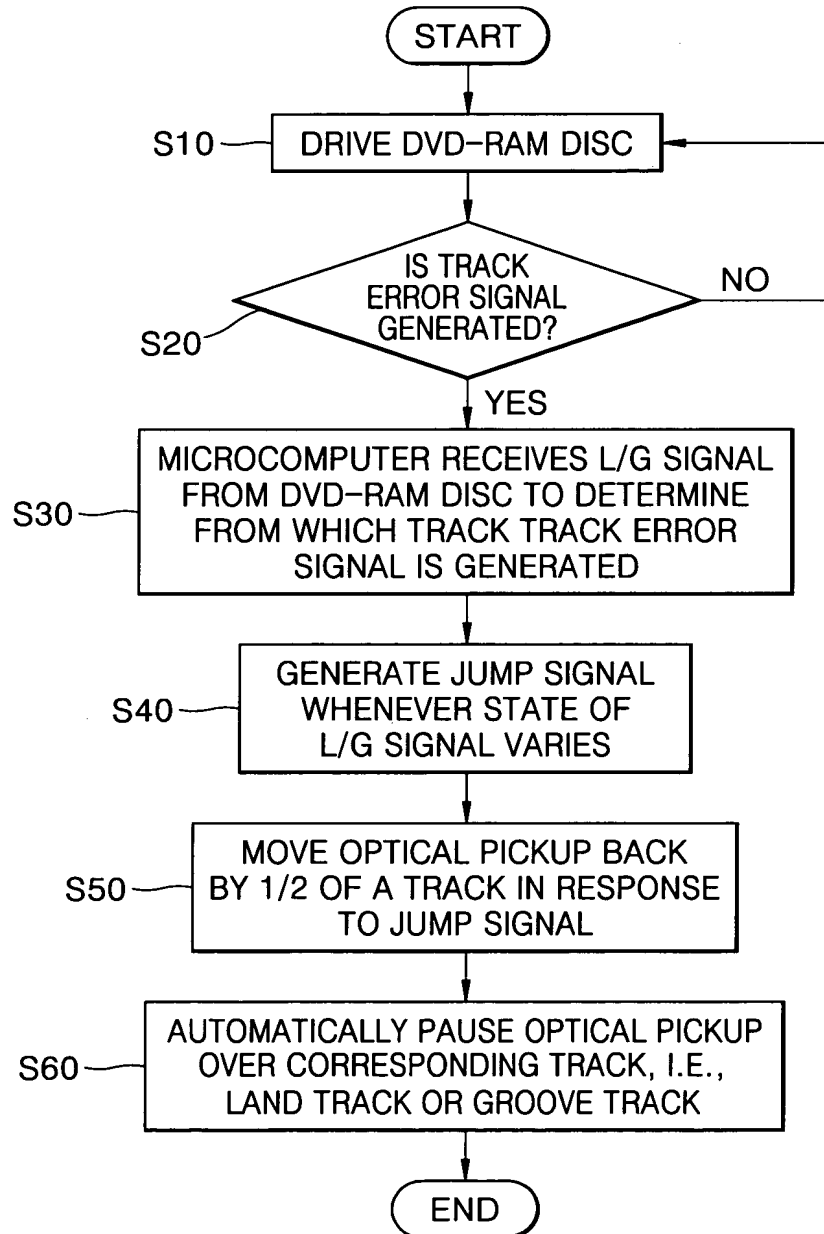 START
S10
DRIVE DVD-RAM DISC
IS TRACK
ERROR SIGNAL
GENERATED?
NO
S20
YES
MICROCOMPUTER RECEIVES L/G SIGNAL
FROM DVD-RAM DISC TO DETERMINE
FROM WHICH TRACK TRACK ERROR
SIGNAL IS GENERATED
S30
GENERATE JUMP SIGNAL
WHENEVER STATE OF
L/G SIGNAL VARIES
S40
MOVE OPTICAL PICKUP BACK
BY 1/2 OF A TRACK IN RESPONSE
TO JUMP SIGNAL
S50
AUTOMATICALLY PAUSE OPTICAL PICKUP
OVER CORRESPONDING TRACK, I.E.,
LAND TRACK OR GROOVE TRACK
S60
END